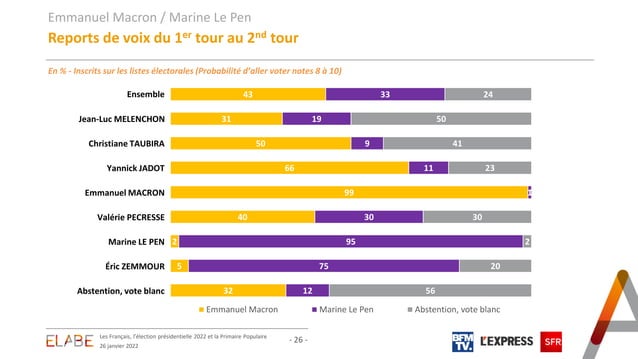 Emmanuel Macron / Marine Le Pen
Reports de voix du 1er tour au 2nd tour
En % - Inscrits sur les listes électorales (Probabilité d'aller voter notes 8 à 10)
Ensemble 43 33 24
Jean-Luc MELENCHON 31 19 50
Christiane TAUBIRA 50 9 41
Yannick JADOT 66 11 23
Emmanuel MACRON 99
Valérie PECRESSE 40 30 30
Marine LE PEN 2 95 2
Éric ZEMMOUR 5 75 20
Abstention, vote blanc 32 12 56
Emmanuel Macron Marine Le Pen Abstention, vote blanc
ELABE
Les Français, l'élection présidentielle 2022 et la Primaire Populaire
26 janvier 2022
- 26 -
BFM TV.
L'EXPRESS
SFR